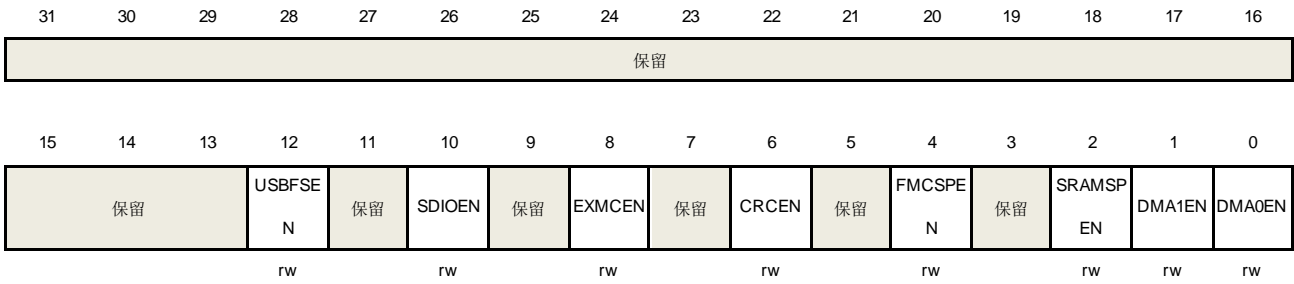 31 30 29 28 27 26 25 24 23 22 21 20 19 18 17 16
保留
15 14 13 12 11 10 9 8 7 6 5 4 3 2 1 0
保留 USBFSE N 保留 SDIOEN 保留 EXMCEN 保留 CRCEN 保留 FMCSPE N 保留 SRAMSP EN DMA1EN DMA0EN
rw rw rw rw rw rw rw rw